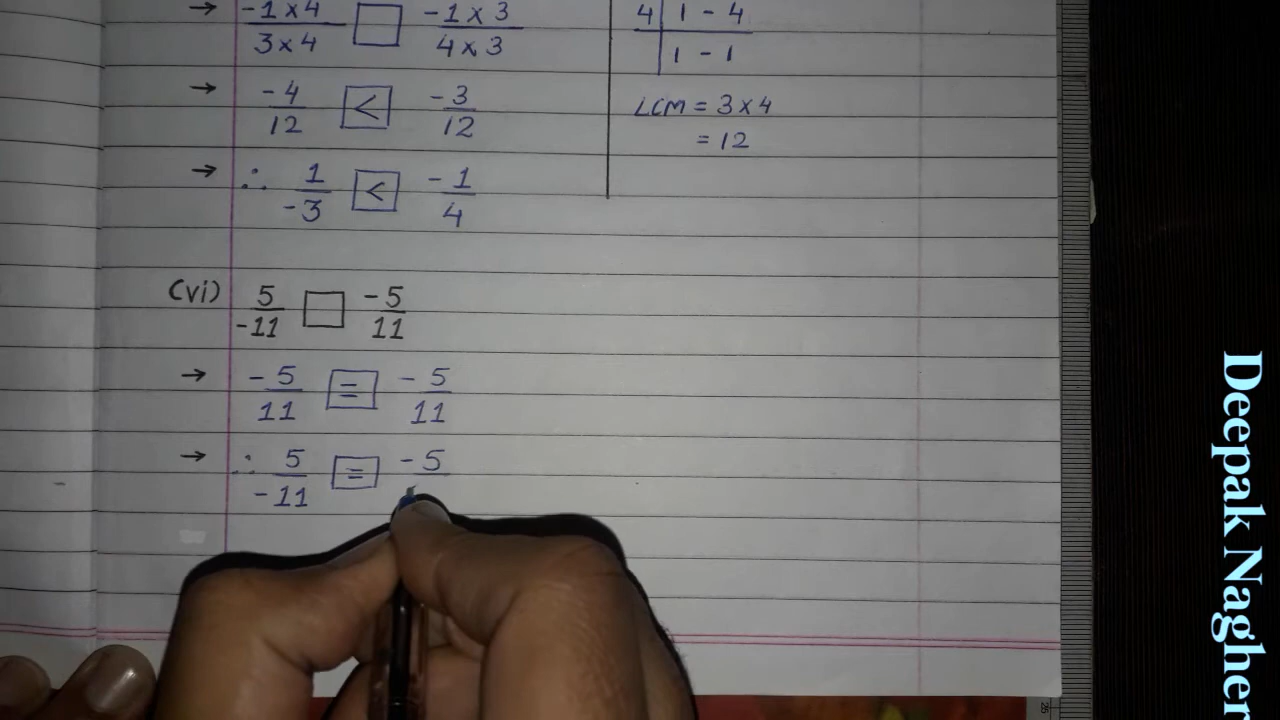 → -1 x 4 / 3 x 4 □ -1 x 3 / 4 x 3
4 | 1 - 4
1 - 1
→ -4/12 < -3/12
LCM = 3 x 4
= 12
→ ∴ 1/-3 < -1/4
(vi) 5/-11 □ -5/11
→ -5/11 = -5/11
→ ∴ 5/-11 = -5
Deepak Nagher
26